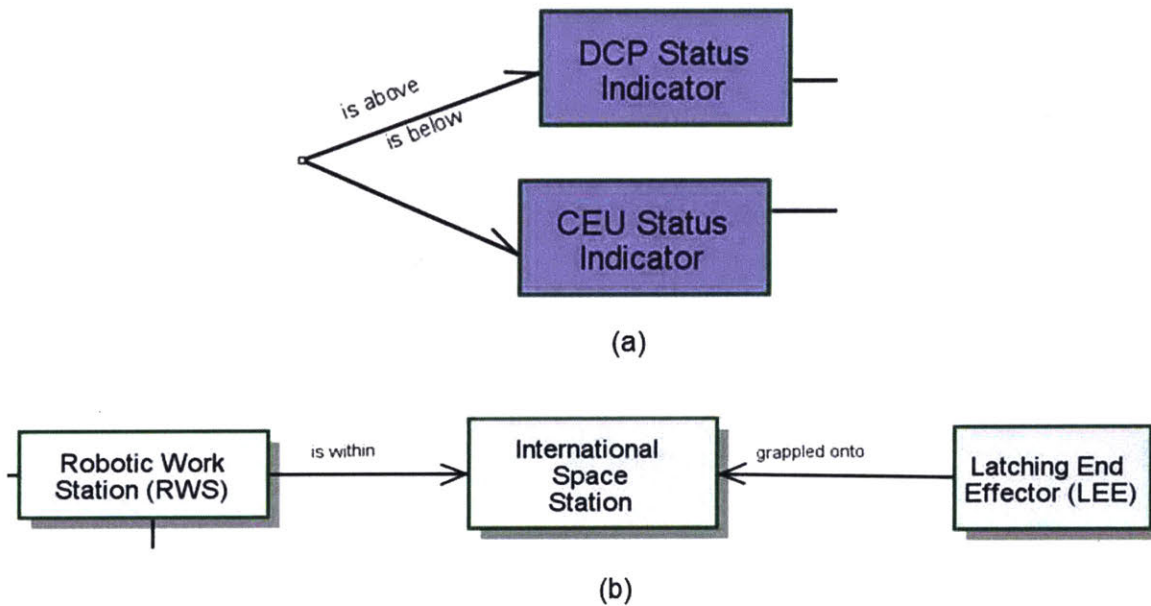 DCP Status
Indicator
is above
is below
CEU Status
Indicator
(a)
Robotic Work
Station (RWS)
is within
International
Space
Station
grappled onto
Latching End
Effector (LEE)
(b)